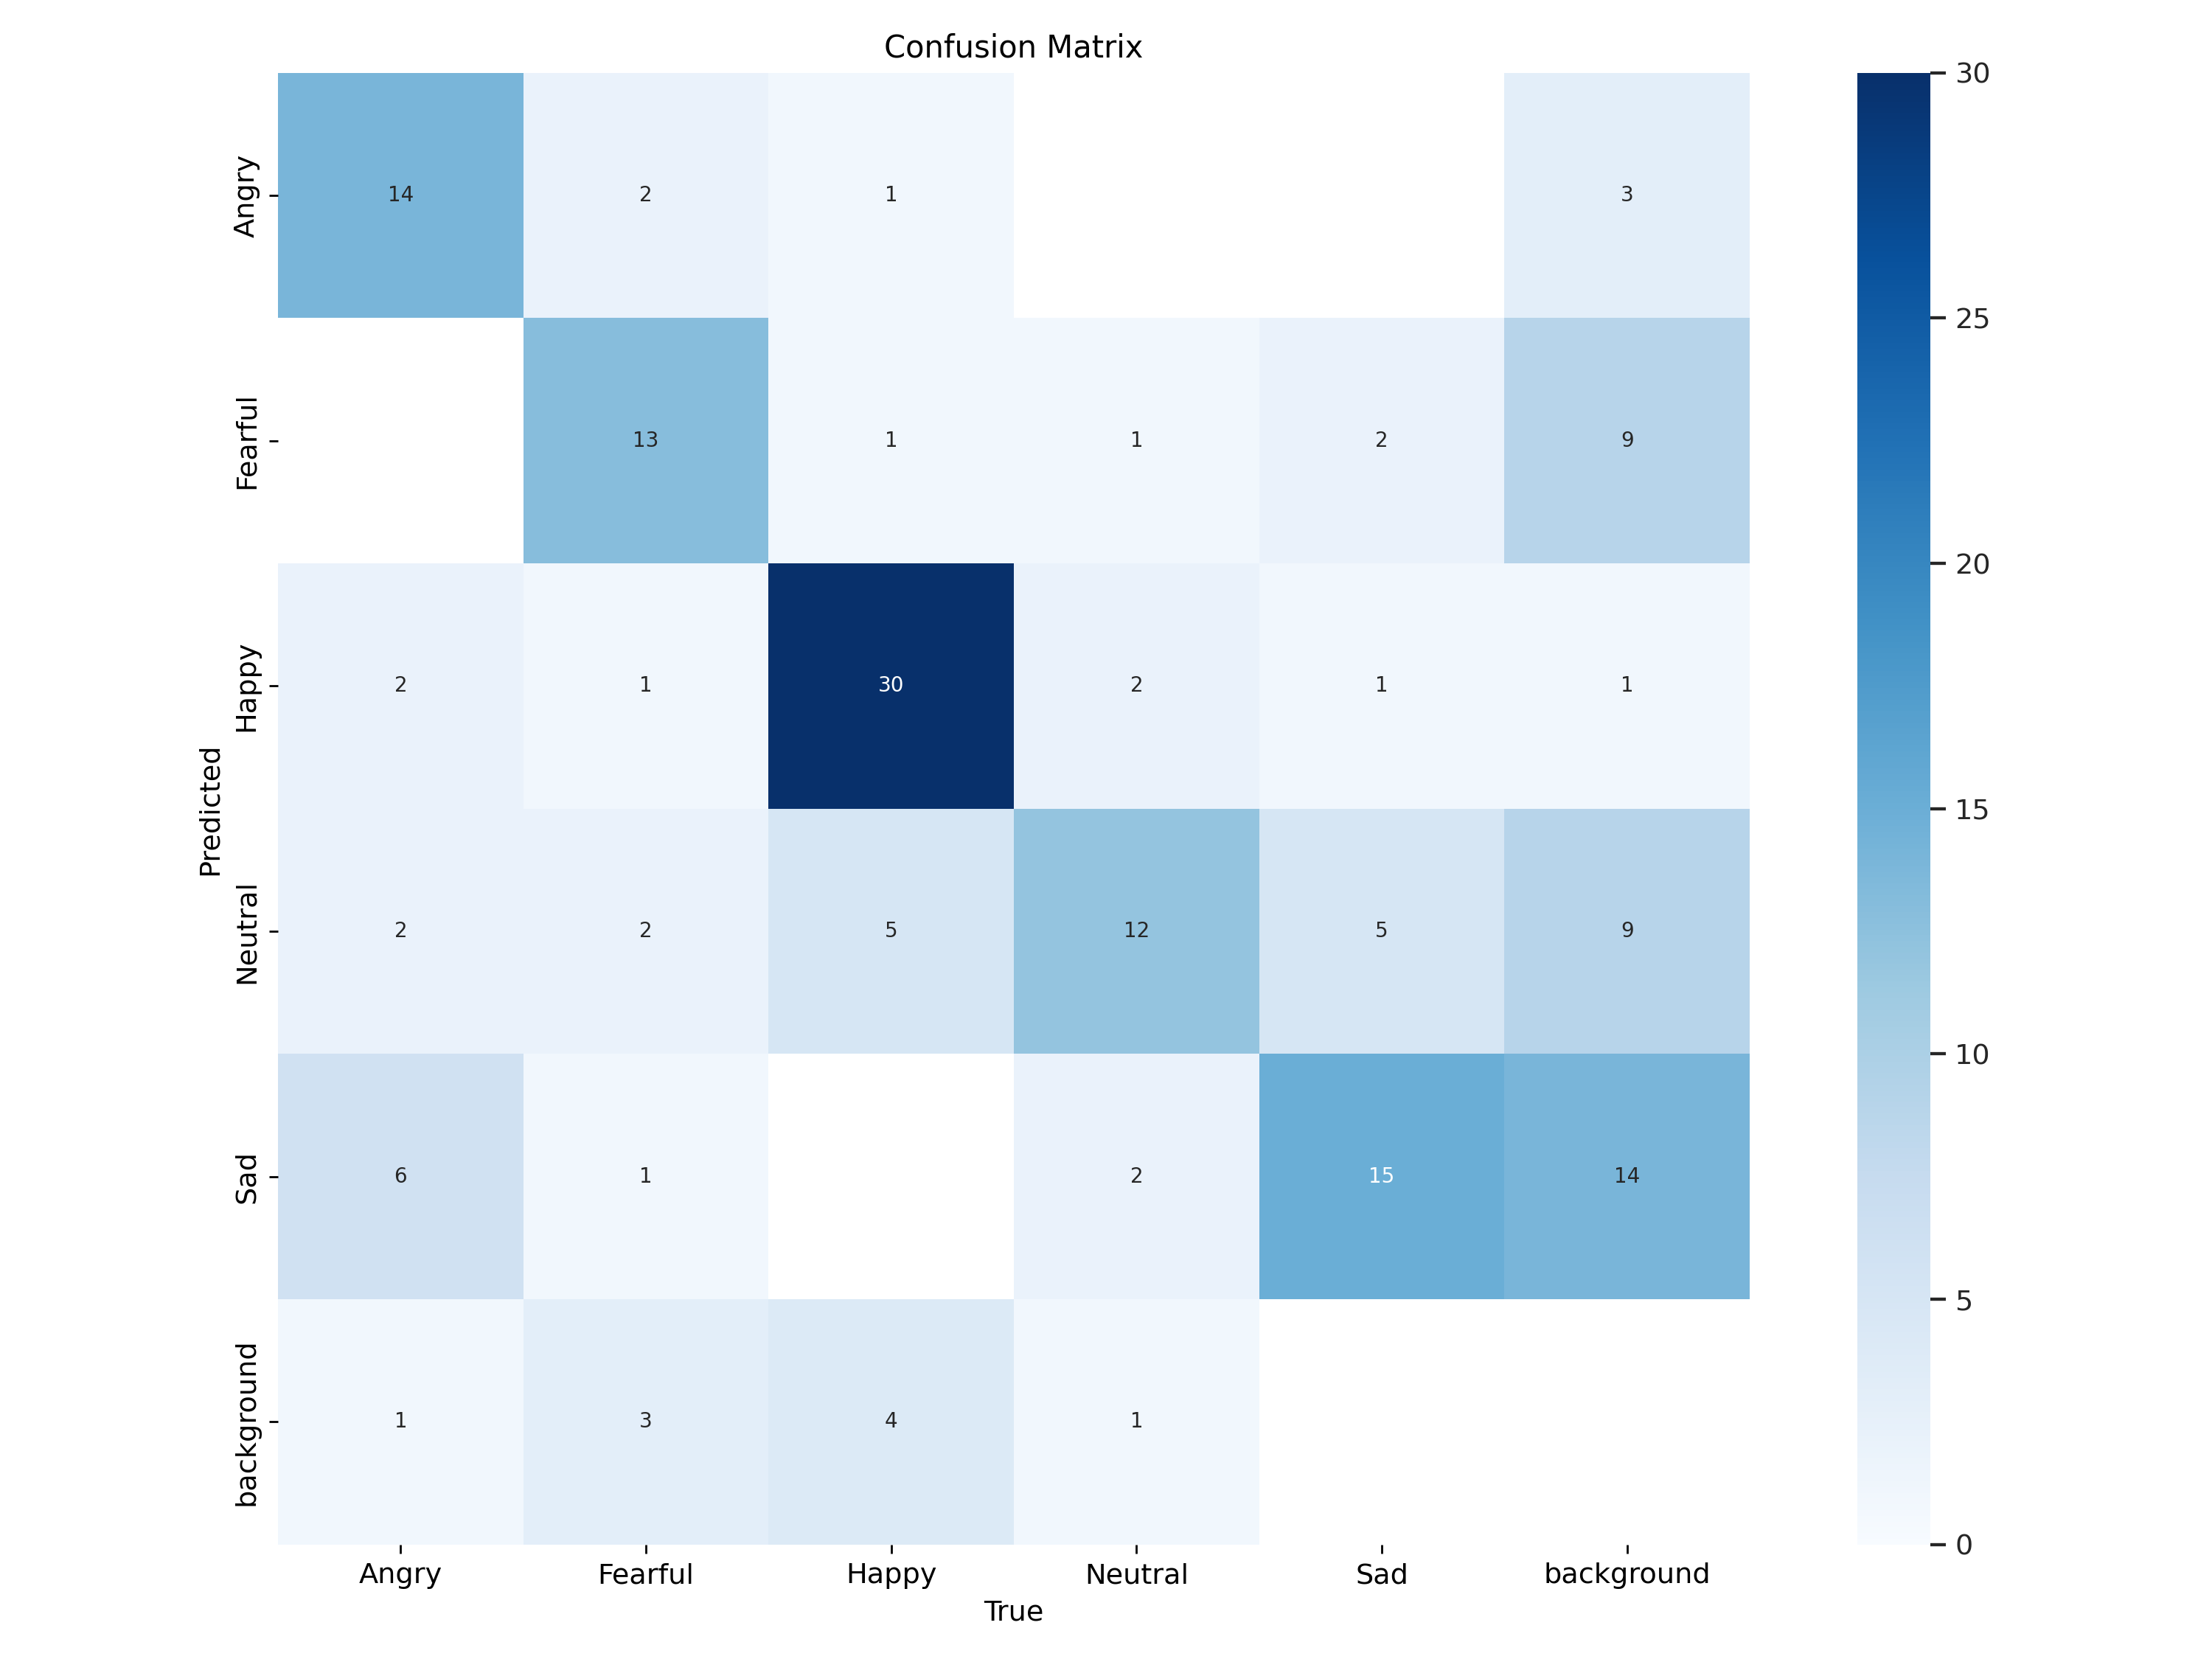 Confusion Matrix
Angry 14 2 1 3
Fearful 13 1 1 2 9
Happy 2 1 30 2 1 1
Neutral 2 2 5 12 5 9
Sad 6 1 2 15 14
background 1 3 4 1
Predicted
Angry Fearful Happy Neutral Sad background
True
30
25
20
15
10
5
0